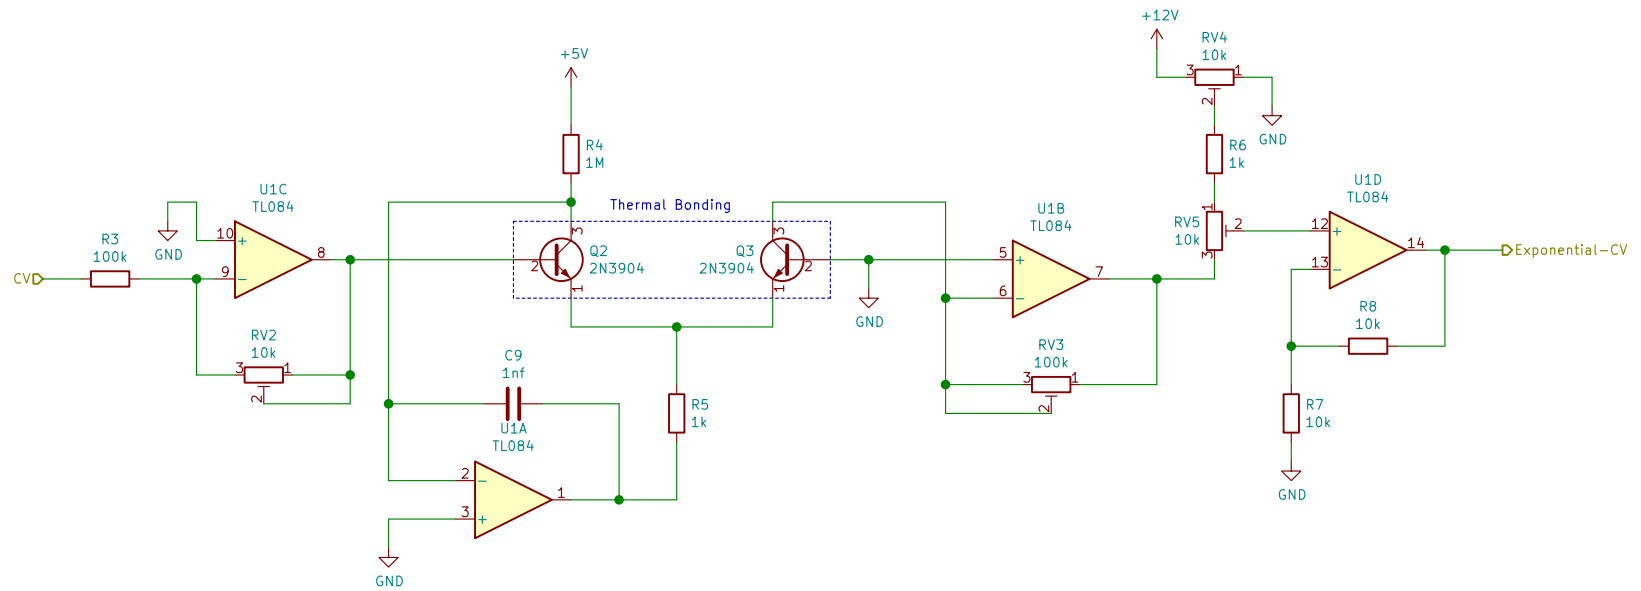 +12V
RV4
10k
3
1
2
GND
+5V
R4
1M
R6
1k
U1C
TL084
U1D
TL084
Thermal Bonding
U1B
TL084
GND
10
+
9
−
8
R3
100k
CV
3
2
1
Q2
2N3904
3
2
1
Q3
2N3904
GND
5
+
6
−
7
1
RV5
10k
2
3
12
+
13
−
14
Exponential-CV
RV2
10k
3
1
2
C9
1nf
U1A
TL084
R5
1k
RV3
100k
3
1
2
R8
10k
R7
10k
GND
2
−
3
+
1
GND